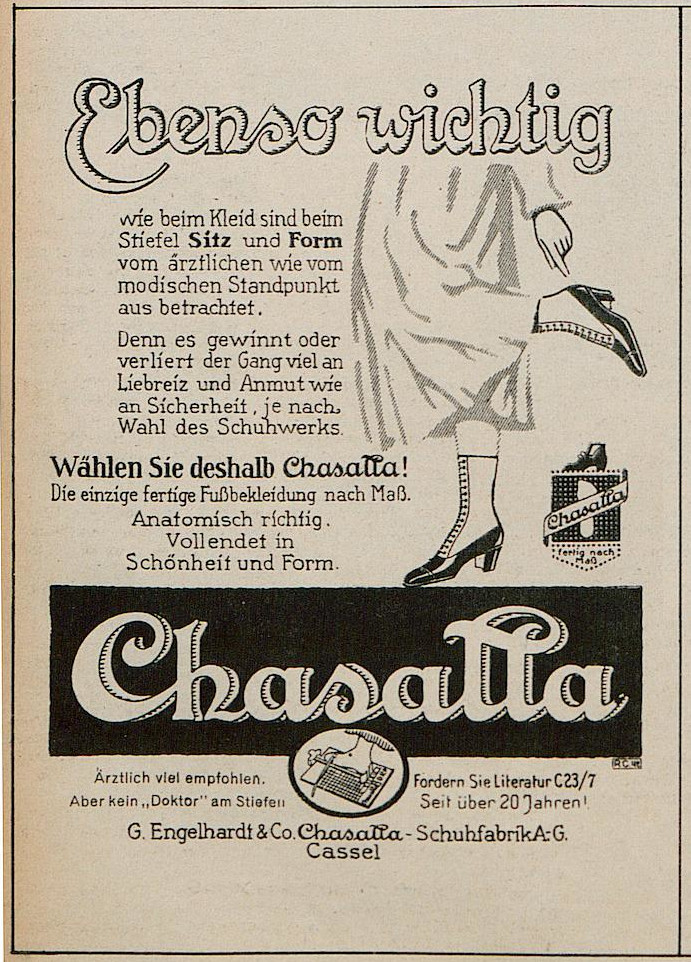 Ebenso wichtig
wie beim Kleid sind beim
Stiefel Sitz und Form
vom ärztlichen wie vom
modischen Standpunkt
aus betrachtet.
Denn es gewinnt oder
verliert der Gang viel an
Liebreiz und Anmut wie
an Sicherheit, je nach
Wahl des Schuhwerks.
Wählen Sie deshalb Chasalla!
Die einzige fertige Fußbekleidung nach Maß.
Anatomisch richtig.
Vollendet in
Schönheit und Form.
Chasalla
fertig nach
Maß
Chasalla
Ärztlich viel empfohlen.
Aber kein „Doktor" am Stiefel!
Fordern Sie Literatur C23/7
Seit über 20 Jahren!
G. Engelhardt & Co. Chasalla-Schuhfabrik A-G.
Cassel